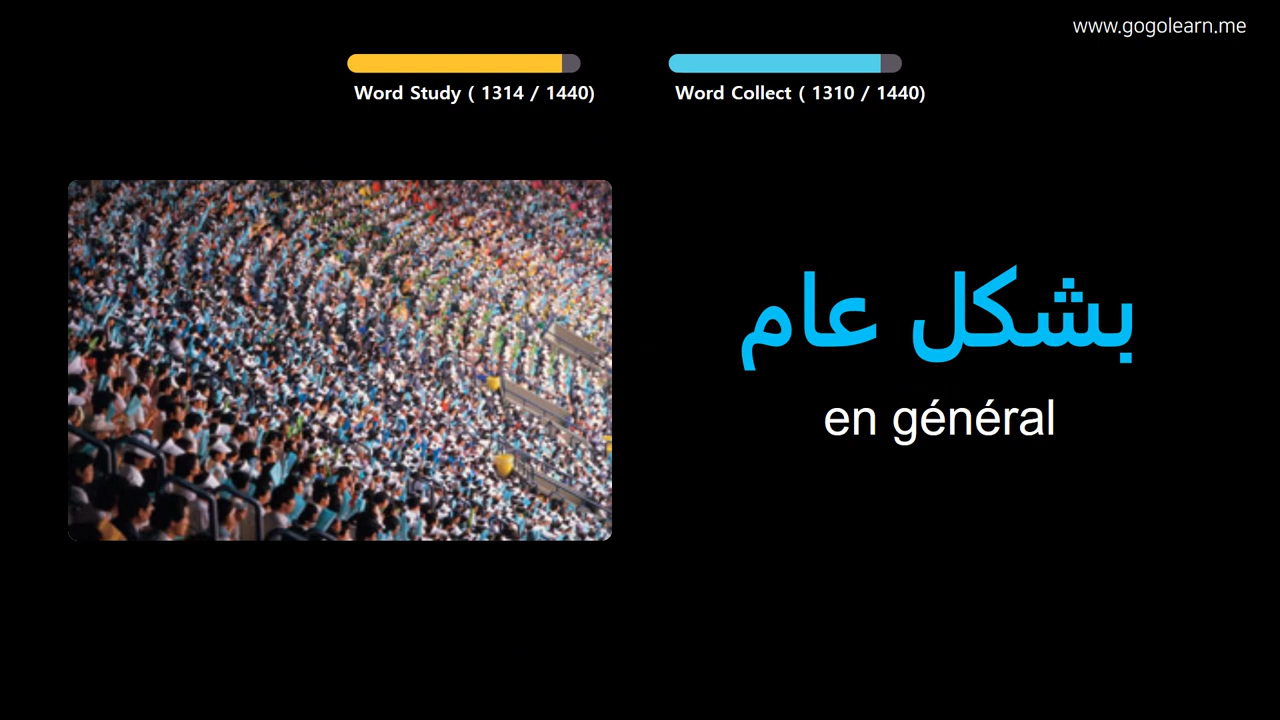 www.gogolearn.me
Word Study ( 1314 / 1440)
Word Collect ( 1310 / 1440)
بشكل عام
en général